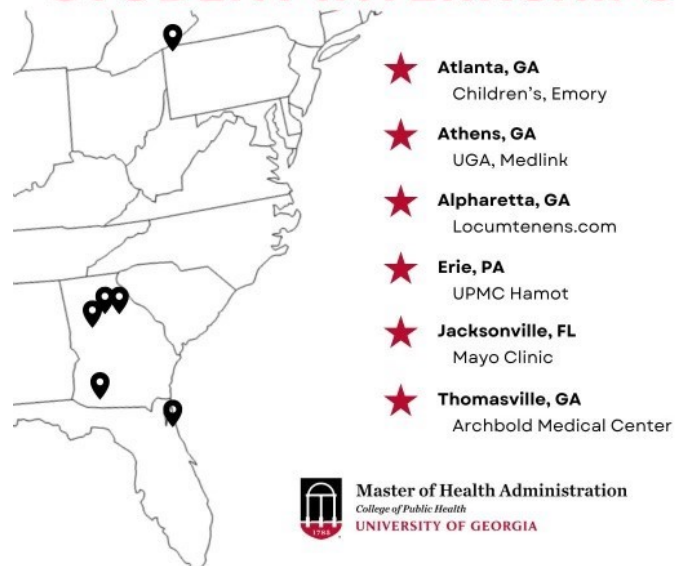 Atlanta, GA
Children's, Emory
Athens, GA
UGA, Medlink
Alpharetta, GA
Locumtenens.com
Erie, PA
UPMC Hamot
Jacksonville, FL
Mayo Clinic
Thomasville, GA
Archbold Medical Center
1785
Master of Health Administration
College of Public Health
UNIVERSITY OF GEORGIA